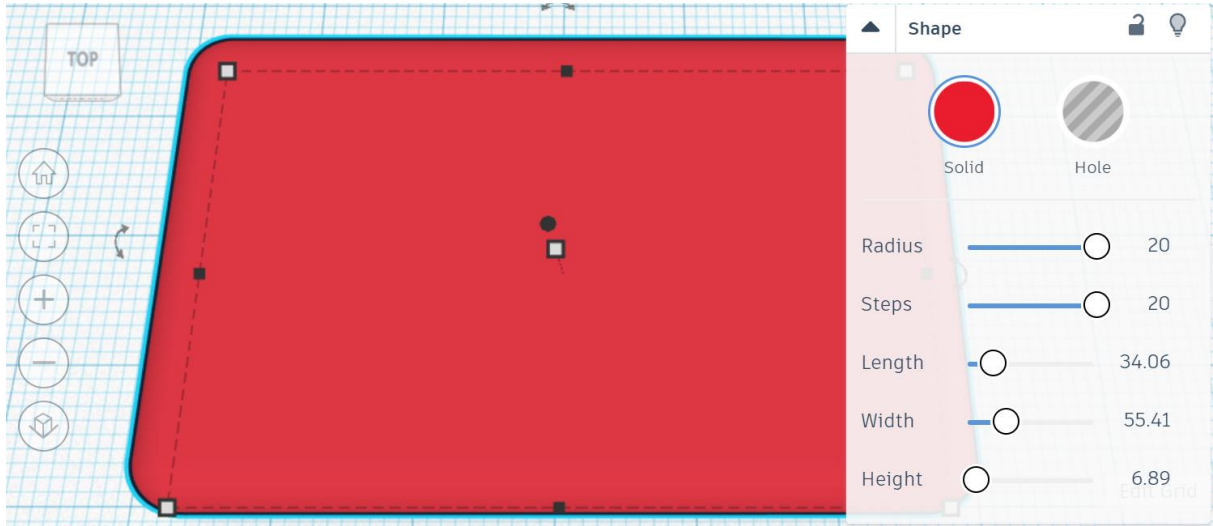 TOP
Shape
Solid Hole
Radius 20
Steps 20
Length 34.06
Width 55.41
Height 6.89
Edit Grid